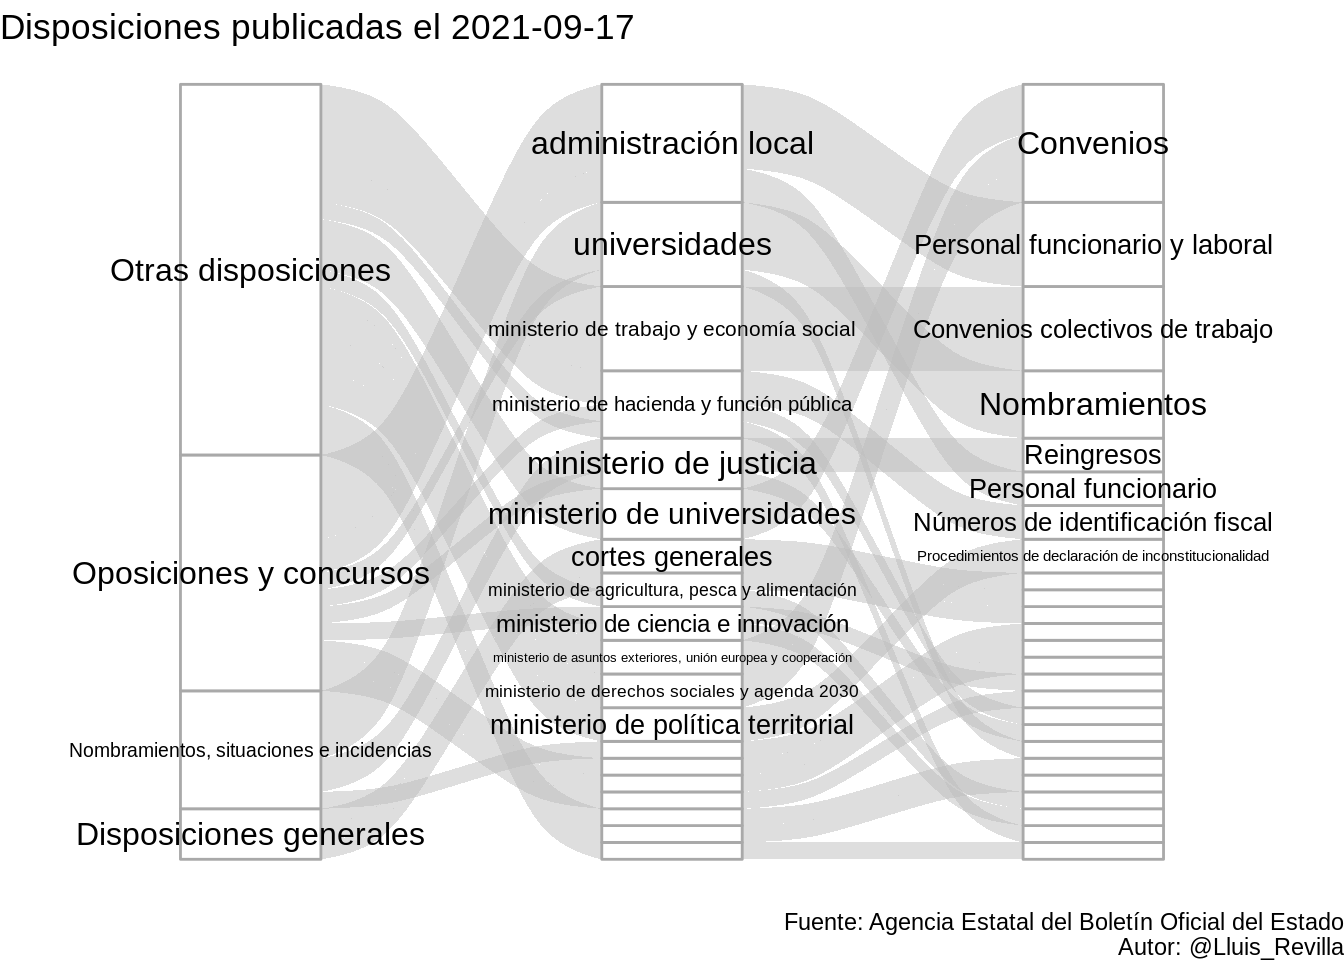 Disposiciones publicadas el 2021-09-17
Otras disposiciones
Oposiciones y concursos
Nombramientos, situaciones e incidencias
Disposiciones generales
administración local
universidades
ministerio de trabajo y economía social
ministerio de hacienda y función pública
ministerio de justicia
ministerio de universidades
cortes generales
ministerio de agricultura, pesca y alimentación
ministerio de ciencia e innovación
ministerio de asuntos exteriores, unión europea y cooperación
ministerio de derechos sociales y agenda 2030
ministerio de política territorial
Convenios
Personal funcionario y laboral
Convenios colectivos de trabajo
Nombramientos
Reingresos
Personal funcionario
Números de identificación fiscal
Procedimientos de declaración de inconstitucionalidad
Fuente: Agencia Estatal del Boletín Oficial del Estado
Autor: @Lluis_Revilla